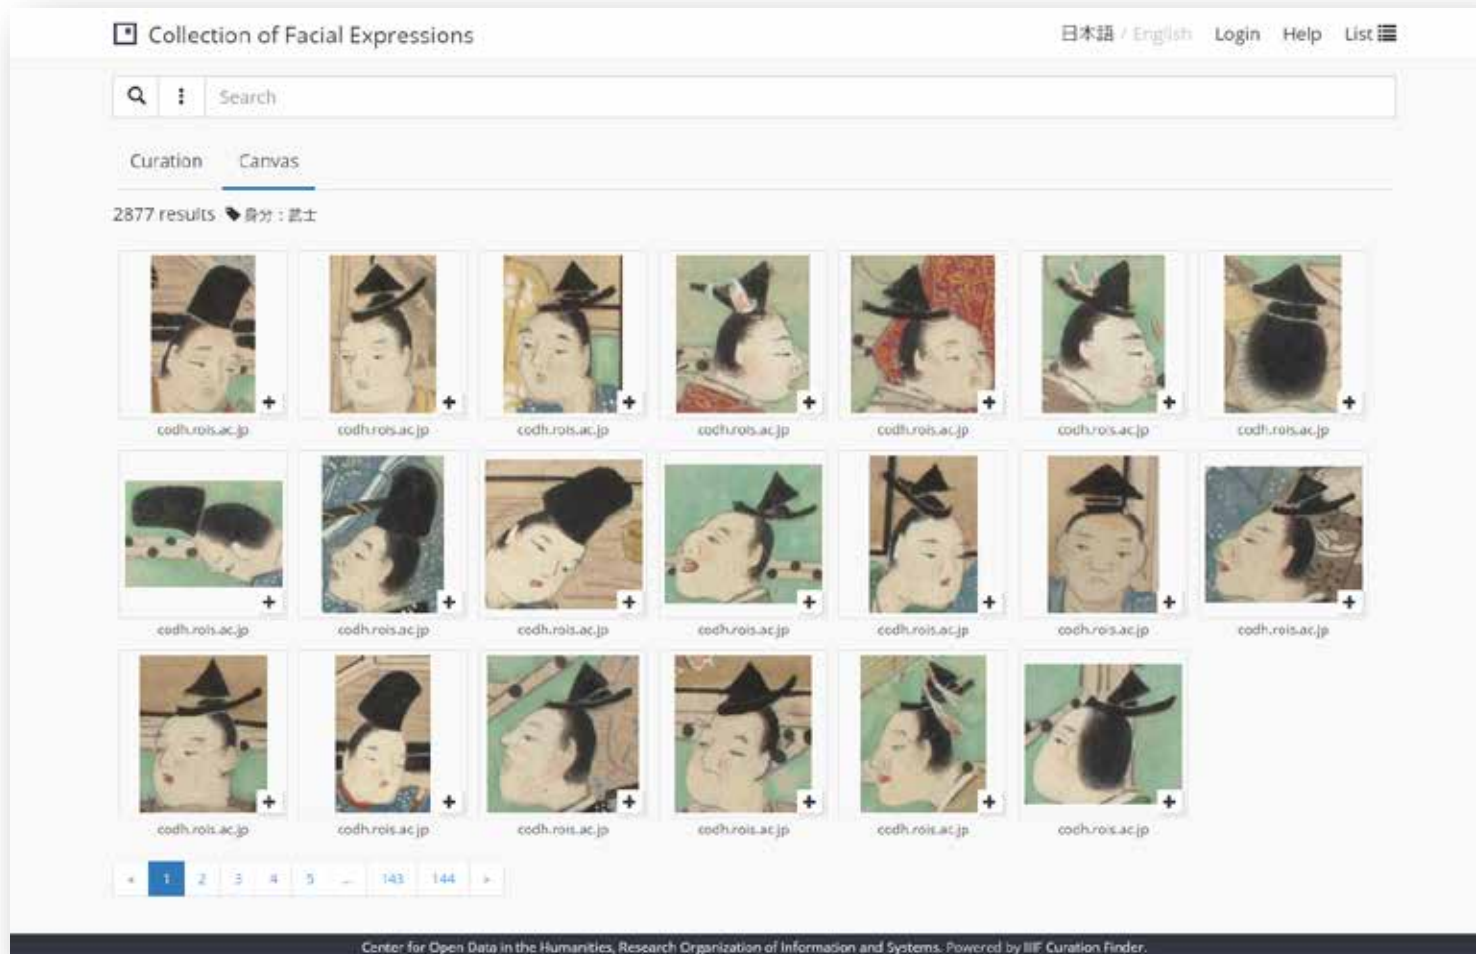 Collection of Facial Expressions
日本語 / English Login Help List
Search
Curation Canvas
2877 results 身分：武士
codh.rois.ac.jp codh.rois.ac.jp codh.rois.ac.jp codh.rois.ac.jp codh.rois.ac.jp codh.rois.ac.jp codh.rois.ac.jp
codh.rois.ac.jp codh.rois.ac.jp codh.rois.ac.jp codh.rois.ac.jp codh.rois.ac.jp codh.rois.ac.jp codh.rois.ac.jp
codh.rois.ac.jp codh.rois.ac.jp codh.rois.ac.jp codh.rois.ac.jp codh.rois.ac.jp codh.rois.ac.jp
« 1 2 3 4 5 ... 143 144 »
Center for Open Data in the Humanities, Research Organization of Information and Systems. Powered by IIIF Curation Finder.